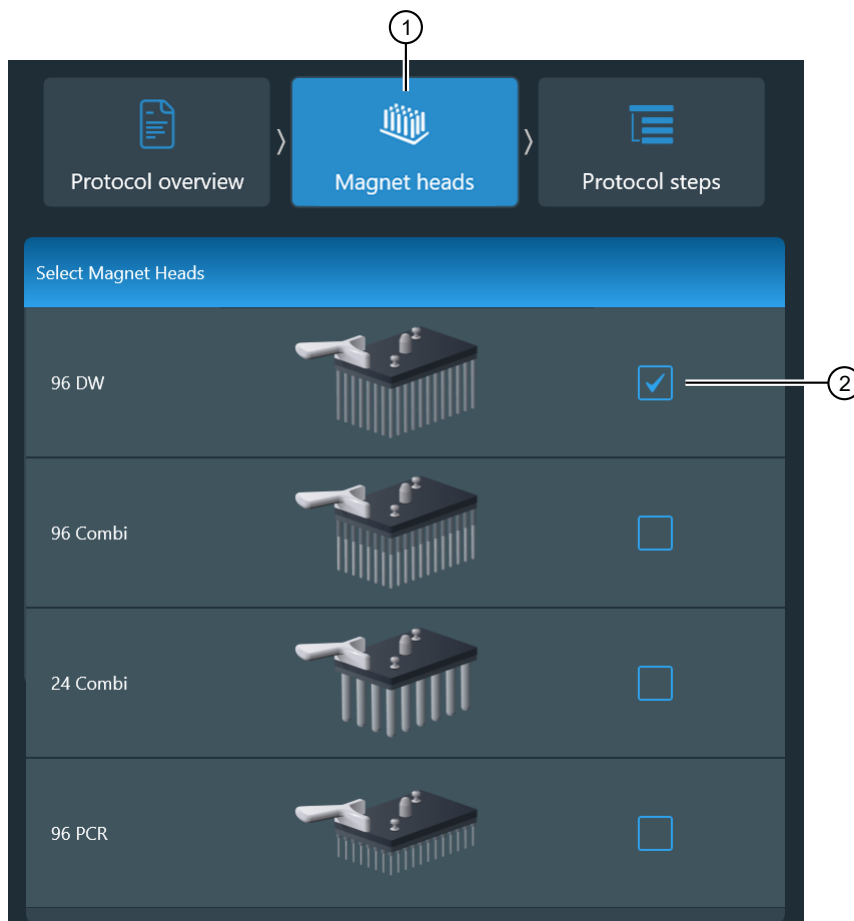 1
Protocol overview
Magnet heads
Protocol steps
Select Magnet Heads
96 DW
2
96 Combi
24 Combi
96 PCR